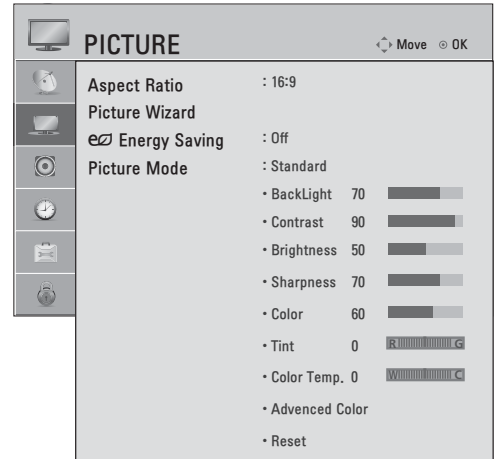 PICTURE Move OK
Aspect Ratio : 16:9
Picture Wizard
Energy Saving : Off
Picture Mode : Standard
• BackLight 70
• Contrast 90
• Brightness 50
• Sharpness 70
• Color 60
• Tint 0 R G
• Color Temp. 0 W C
• Advanced Color
• Reset